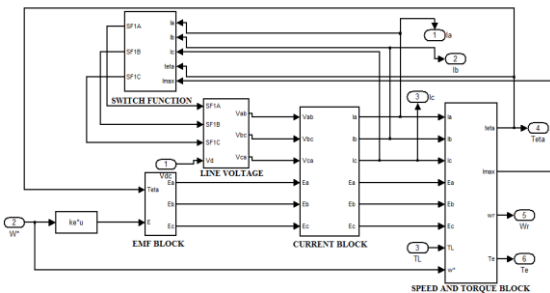 SF1A
SF1B
SF1C
Ia
Ib
Ic
teta
Imax
SWITCH FUNCTION
1
Ia
2
Ib
3
Ic
SF1A
SF1B
SF1C
Vd
Vab
Vbc
Vca
LINE VOLTAGE
1
Vdc
Vab
Vbc
Vca
Ea
Eb
Ec
Ia
Ib
Ic
Ea
Eb
Ec
CURRENT BLOCK
Teta
E
Ea
Eb
Ec
EMF BLOCK
2
W*
ke*u
3
TL
Ia
Ib
Ic
Ea
Eb
Ec
TL
w*
teta
Imax
wr
Te
SPEED AND TORQUE BLOCK
4
Teta
5
Wr
6
Te